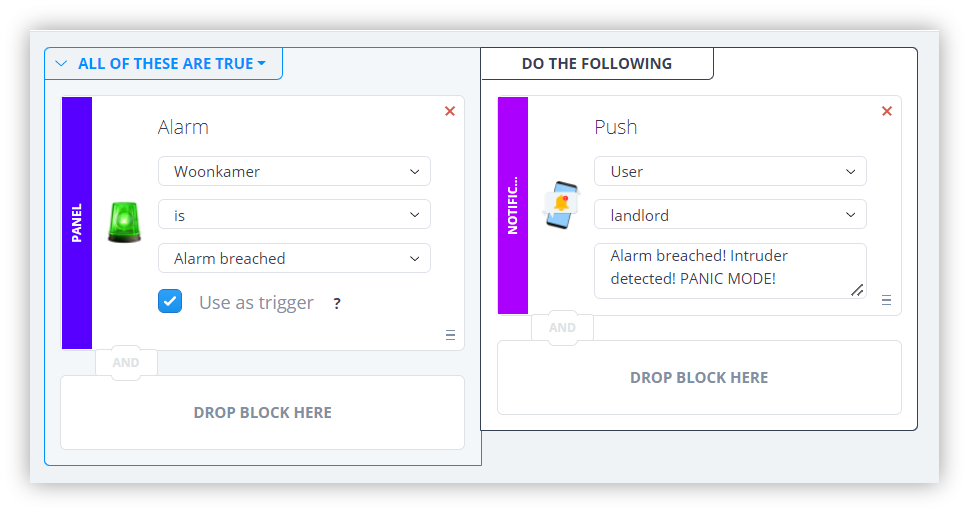 ALL OF THESE ARE TRUE
PANEL
Alarm
Woonkamer
is
Alarm breached
Use as trigger ?
AND
DROP BLOCK HERE
DO THE FOLLOWING
NOTIFIC...
Push
User
landlord
Alarm breached! Intruder
detected! PANIC MODE!
AND
DROP BLOCK HERE